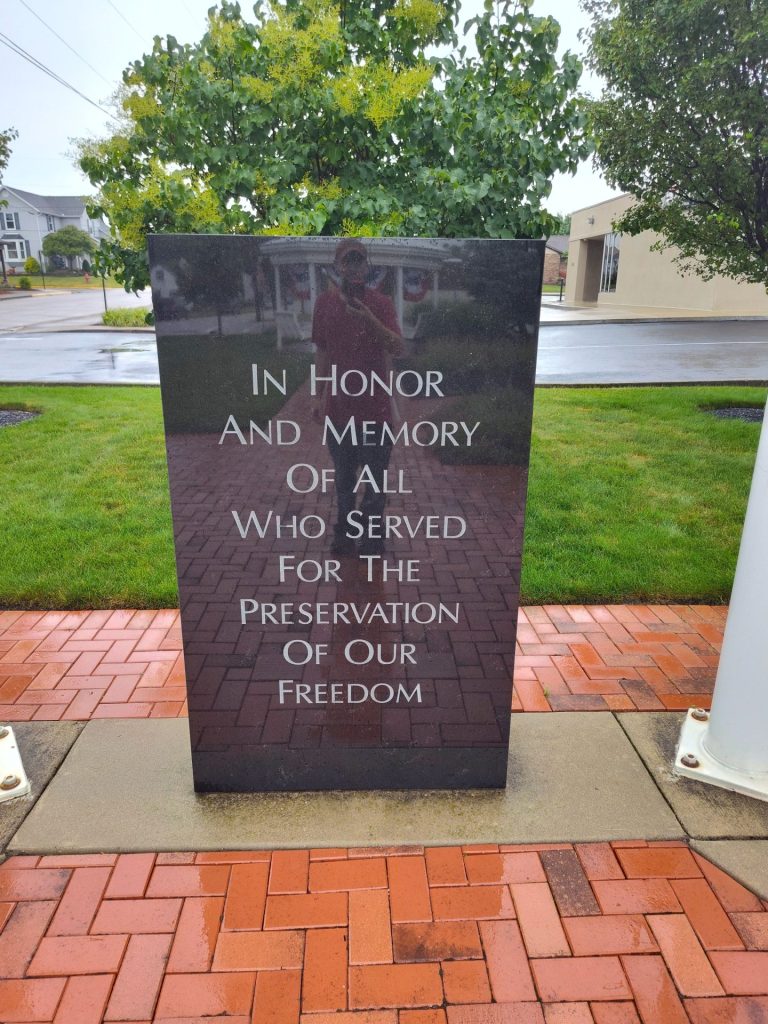 In Honor
And Memory
Of All
Who Served
For The
Preservation
Of Our
Freedom